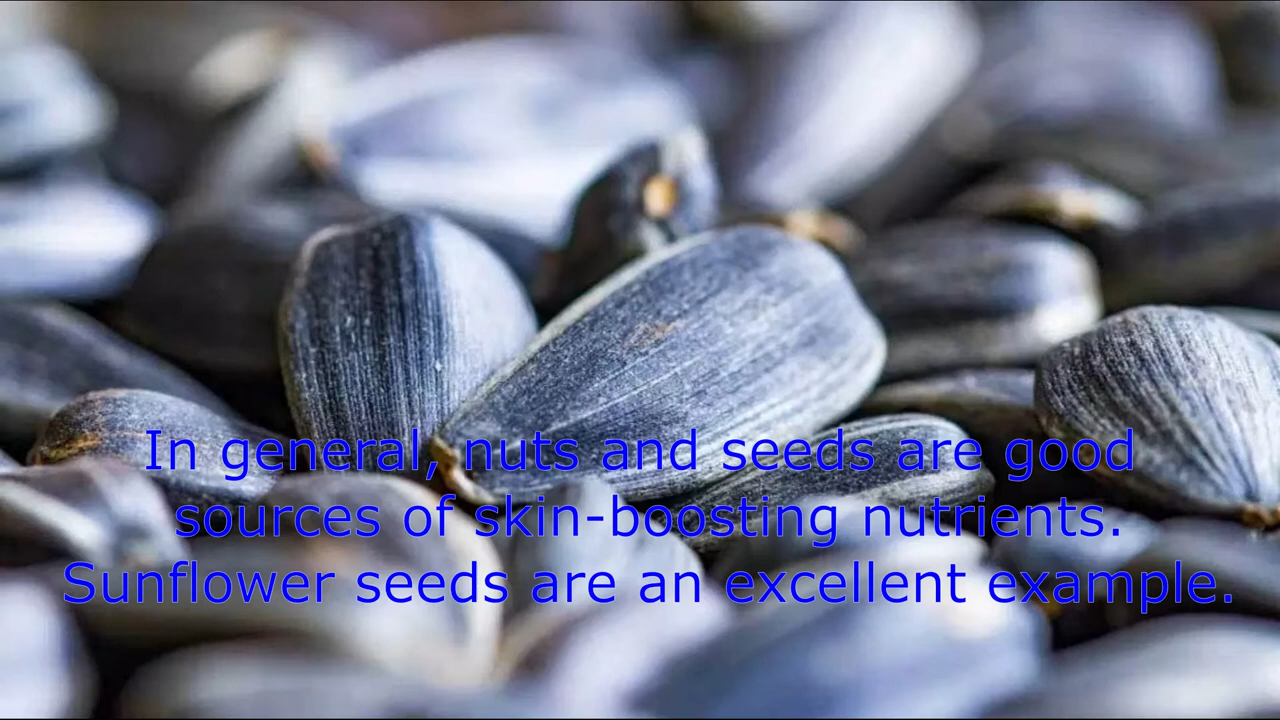 In general, nuts and seeds are good
sources of skin-boosting nutrients.
Sunflower seeds are an excellent example.